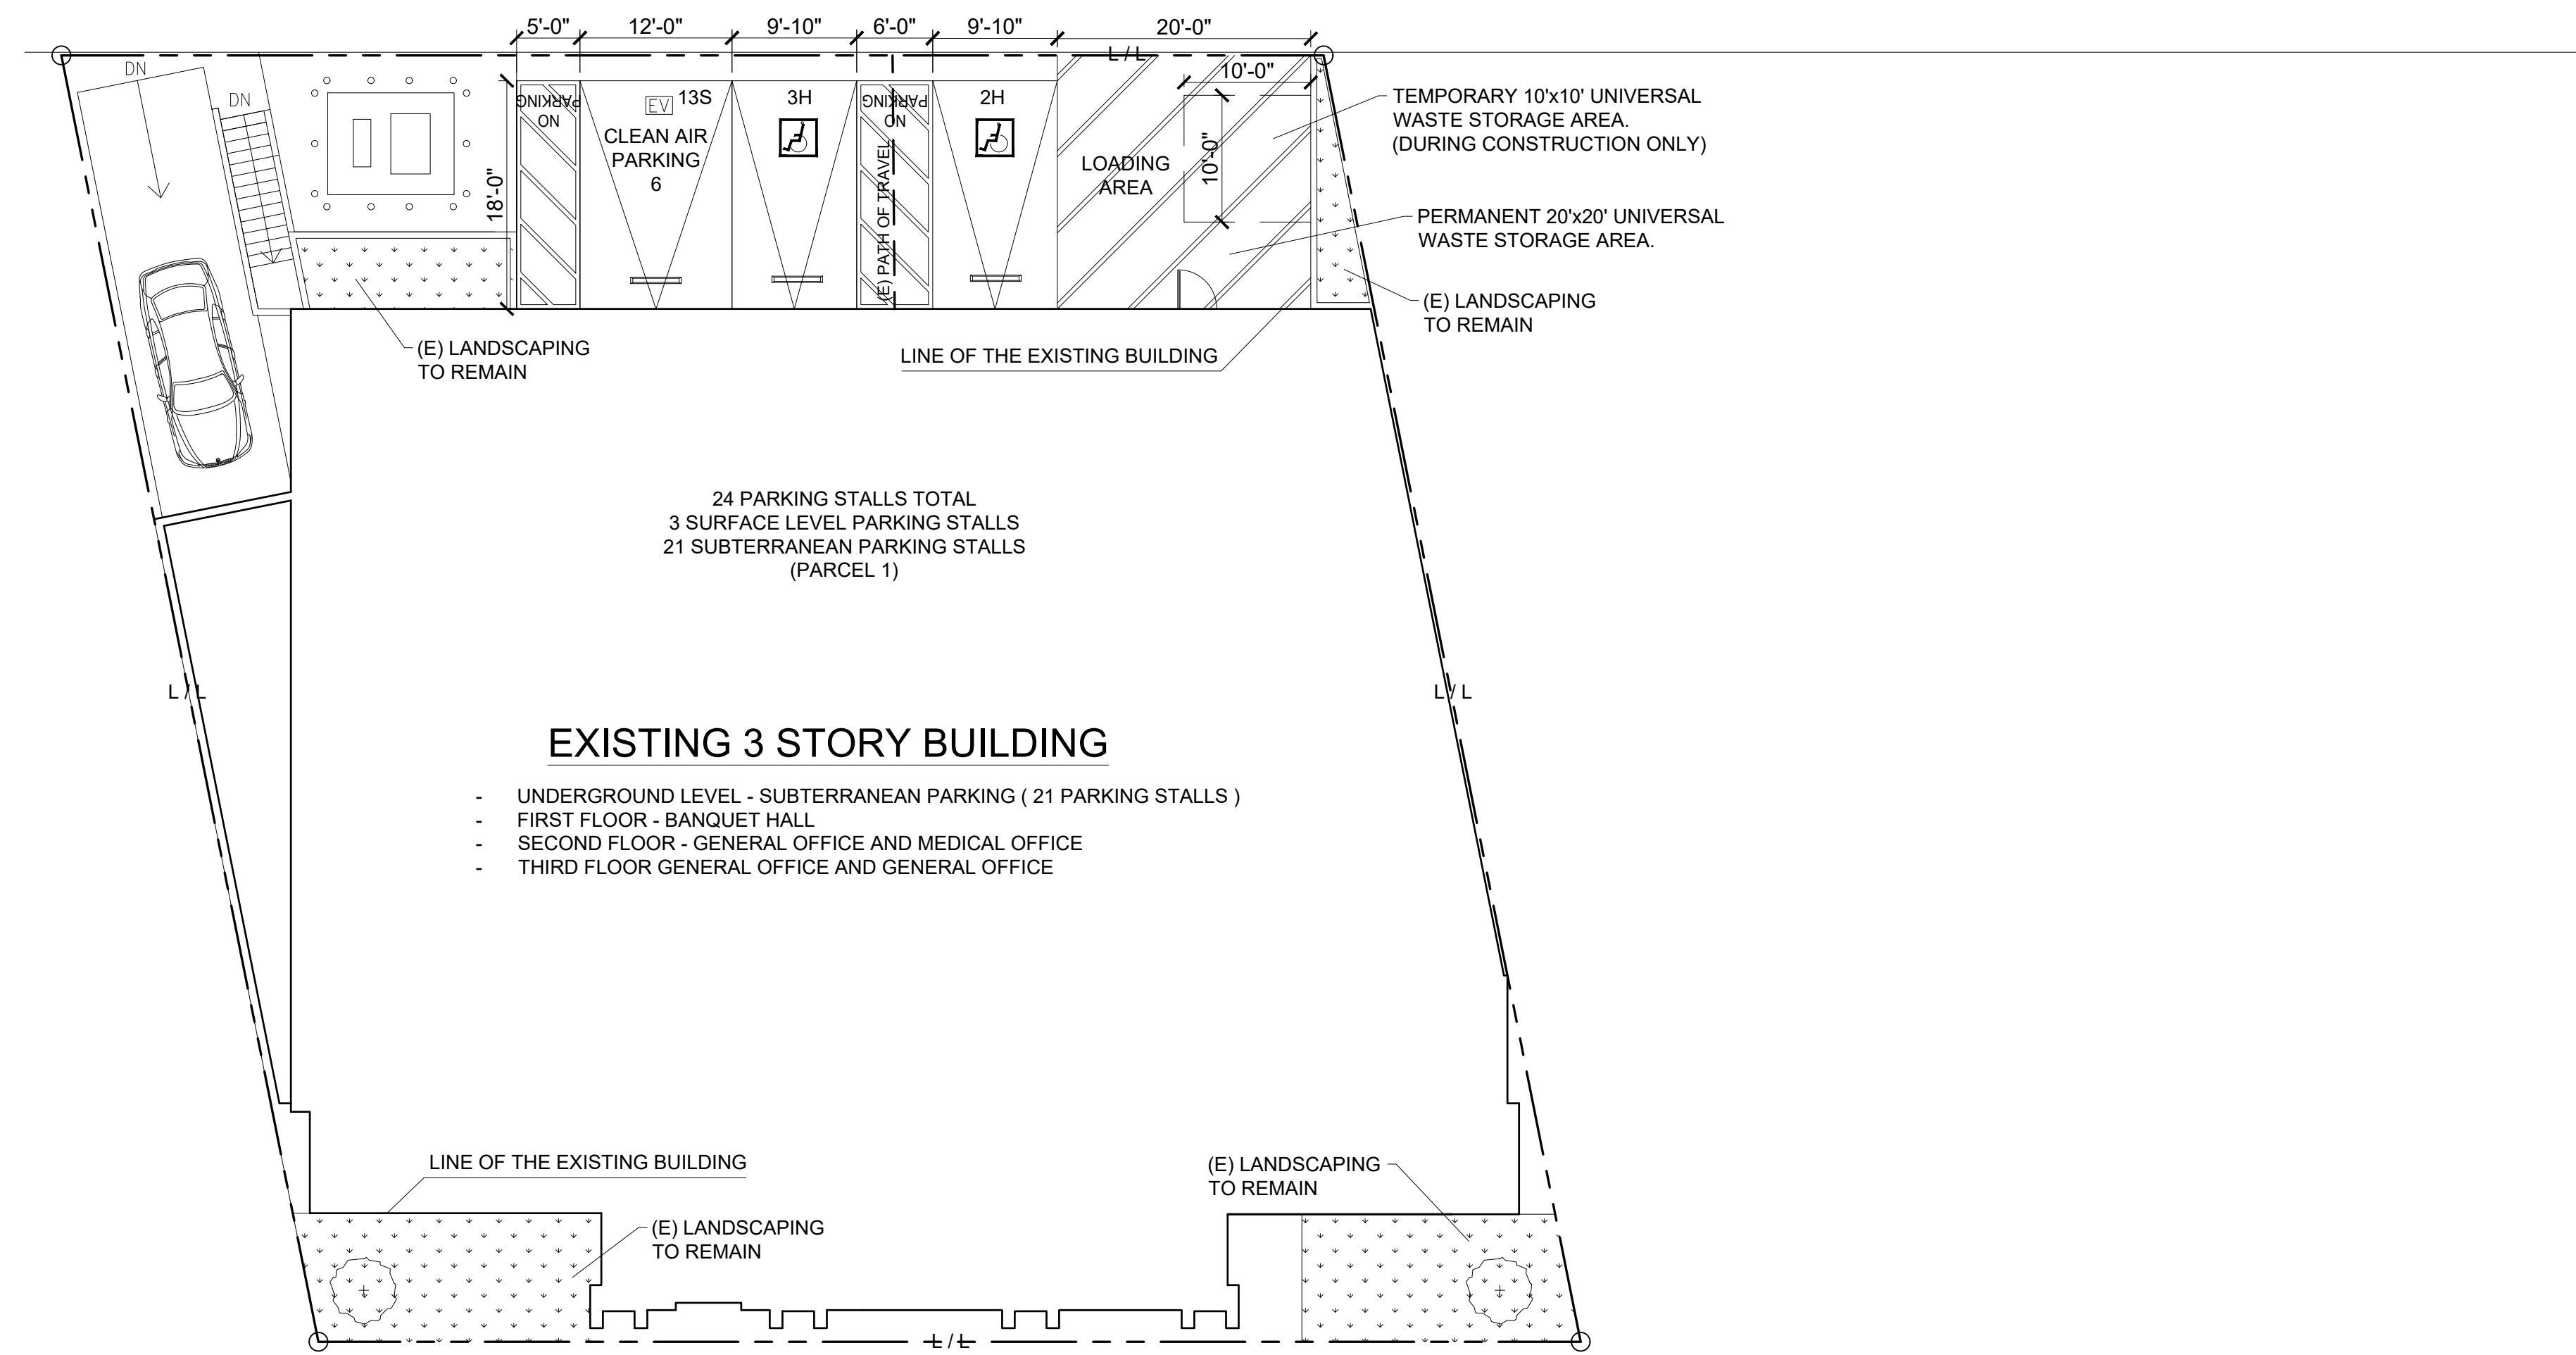 5'-0" 12'-0" 9'-10" 6'-0" 9'-10" 20'-0"
L / L
DN
DN
10'-0"
10'-0"
18'-0"
NO
PARKING
EV 13S
CLEAN AIR
PARKING
6
3H
NO
PARKING
(E) PATH OF TRAVEL
2H
LOADING
AREA
TEMPORARY 10'x10' UNIVERSAL
WASTE STORAGE AREA.
(DURING CONSTRUCTION ONLY)
PERMANENT 20'x20' UNIVERSAL
WASTE STORAGE AREA.
(E) LANDSCAPING
TO REMAIN
(E) LANDSCAPING
TO REMAIN
LINE OF THE EXISTING BUILDING
24 PARKING STALLS TOTAL
3 SURFACE LEVEL PARKING STALLS
21 SUBTERRANEAN PARKING STALLS
(PARCEL 1)
L / L
L / L
EXISTING 3 STORY BUILDING
- UNDERGROUND LEVEL - SUBTERRANEAN PARKING ( 21 PARKING STALLS )
- FIRST FLOOR - BANQUET HALL
- SECOND FLOOR - GENERAL OFFICE AND MEDICAL OFFICE
- THIRD FLOOR GENERAL OFFICE AND GENERAL OFFICE
LINE OF THE EXISTING BUILDING
(E) LANDSCAPING
TO REMAIN
(E) LANDSCAPING
TO REMAIN
L / L